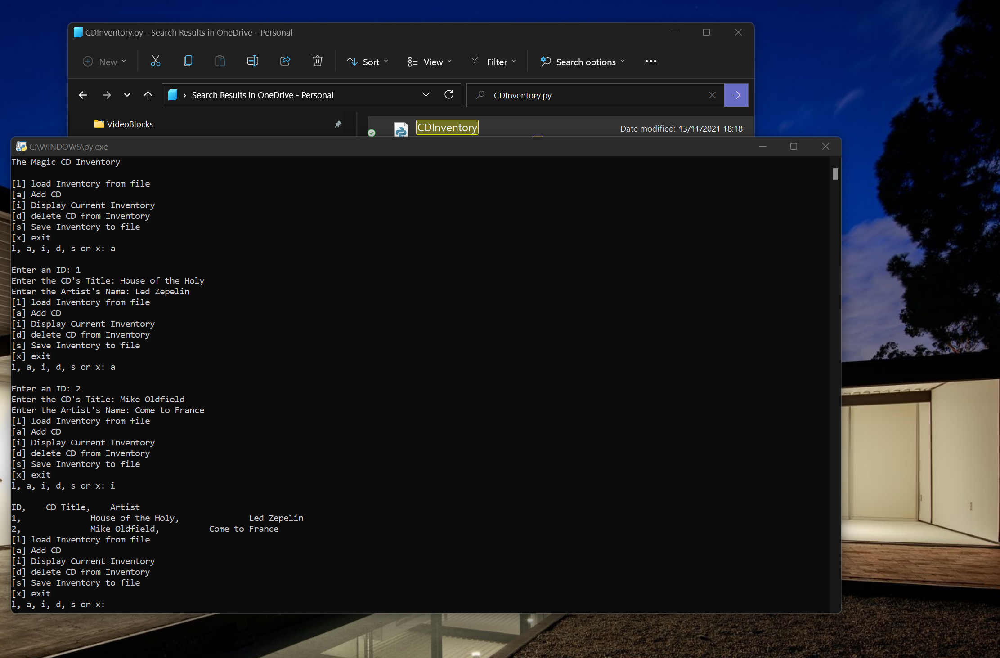 CDInventory.py - Search Results in OneDrive - Personal
New Sort View Filter Search options
Search Results in OneDrive - Personal CDInventory.py
VideoBlocks CDInventory Date modified: 13/11/2021 18:18
C:\WINDOWS\py.exe
The Magic CD Inventory
[l] load Inventory from file
[a] Add CD
[i] Display Current Inventory
[d] delete CD from Inventory
[s] Save Inventory to file
[x] exit
l, a, i, d, s or x: a
Enter an ID: 1
Enter the CD's Title: House of the Holy
Enter the Artist's Name: Led Zepelin
[l] load Inventory from file
[a] Add CD
[i] Display Current Inventory
[d] delete CD from Inventory
[s] Save Inventory to file
[x] exit
l, a, i, d, s or x: a
Enter an ID: 2
Enter the CD's Title: Mike Oldfield
Enter the Artist's Name: Come to France
[l] load Inventory from file
[a] Add CD
[i] Display Current Inventory
[d] delete CD from Inventory
[s] Save Inventory to file
[x] exit
l, a, i, d, s or x: i
ID, CD Title, Artist
1, House of the Holy, Led Zepelin
2, Mike Oldfield, Come to France
[l] load Inventory from file
[a] Add CD
[i] Display Current Inventory
[d] delete CD from Inventory
[s] Save Inventory to file
[x] exit
l, a, i, d, s or x: